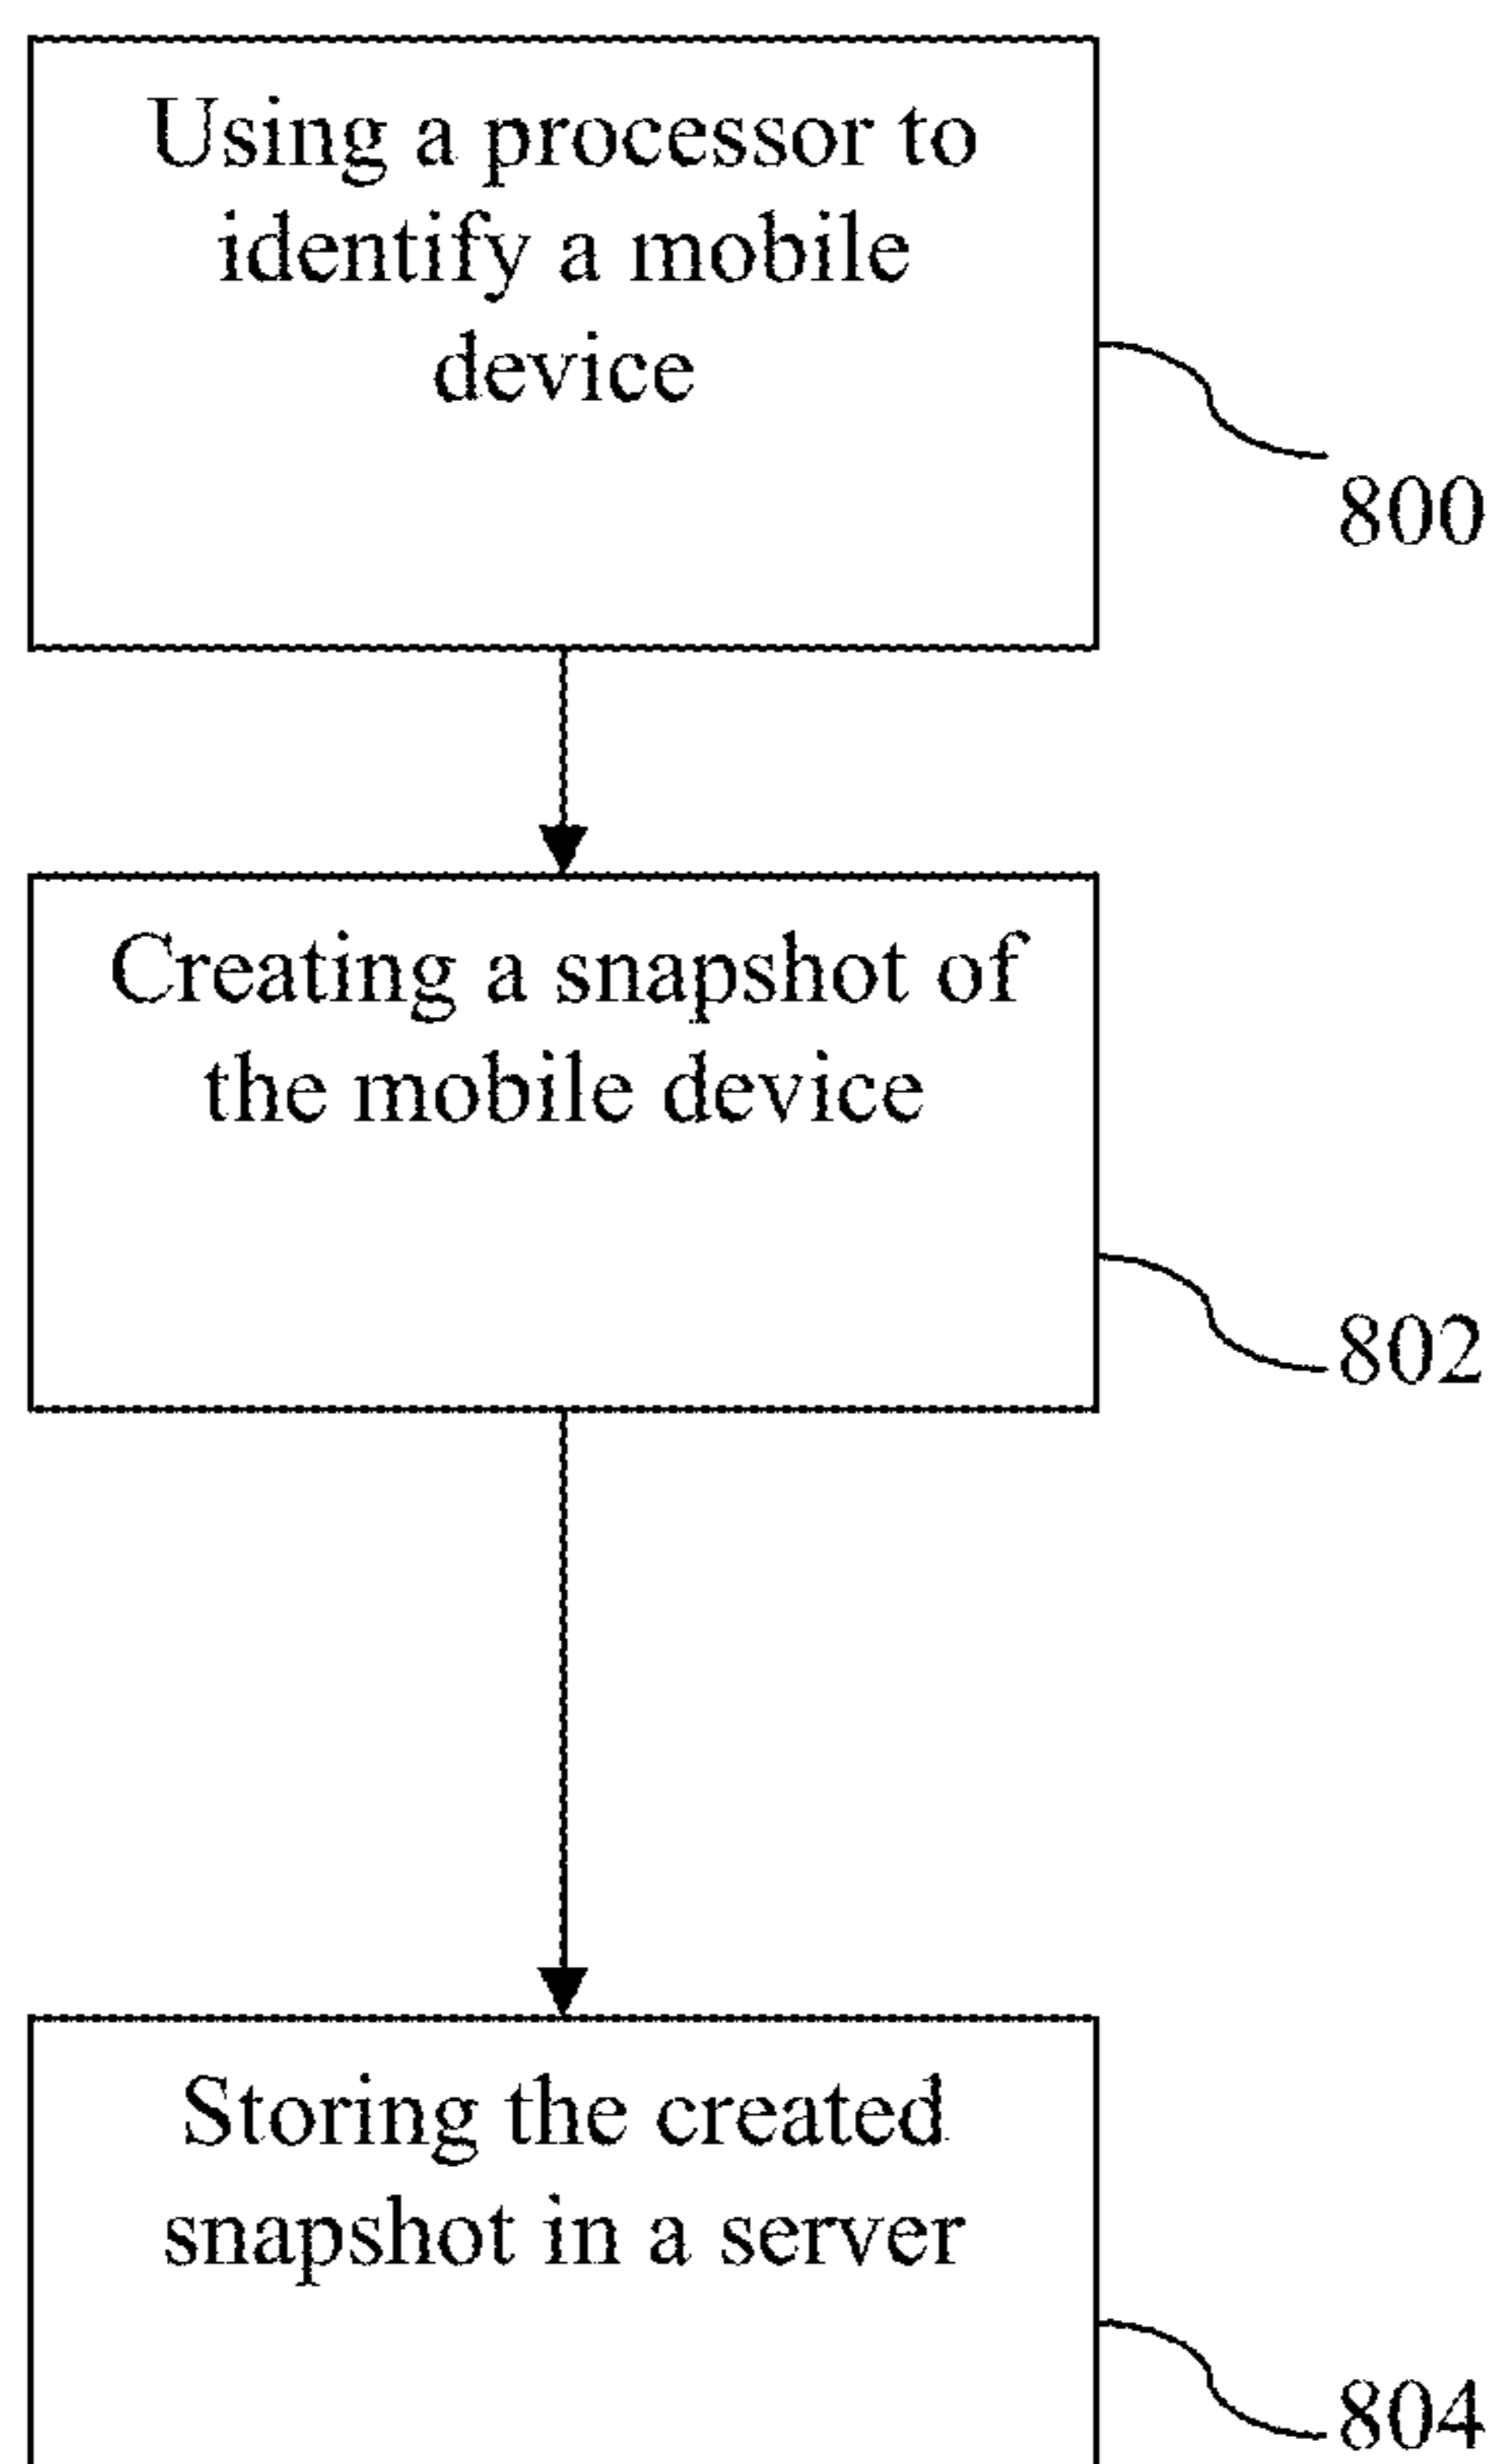 Using a processor to
identify a mobile
device
800
Creating a snapshot of
the mobile device
802
Storing the created
snapshot in a server
804